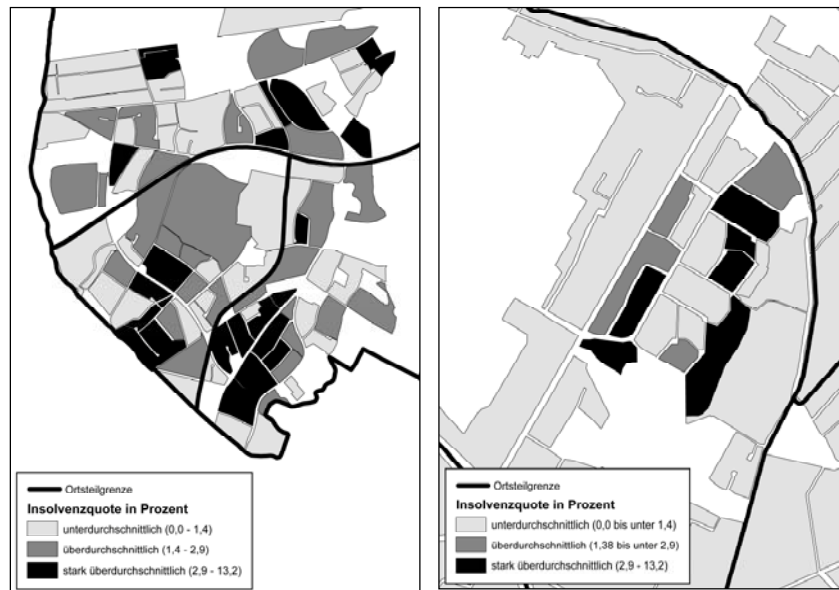 Ortsteilgrenze
Insolvenzquote in Prozent
unterdurchschnittlich (0,0 - 1,4)
überdurchschnittlich (1,4 - 2,9)
stark überdurchschnittlich (2,9 - 13,2)
Ortsteilgrenze
Insolvenzquote in Prozent
unterdurchschnittlich (0,0 bis unter 1,4)
überdurchschnittlich (1,38 bis unter 2,9)
stark überdurchschnittlich (2,9 - 13,2)